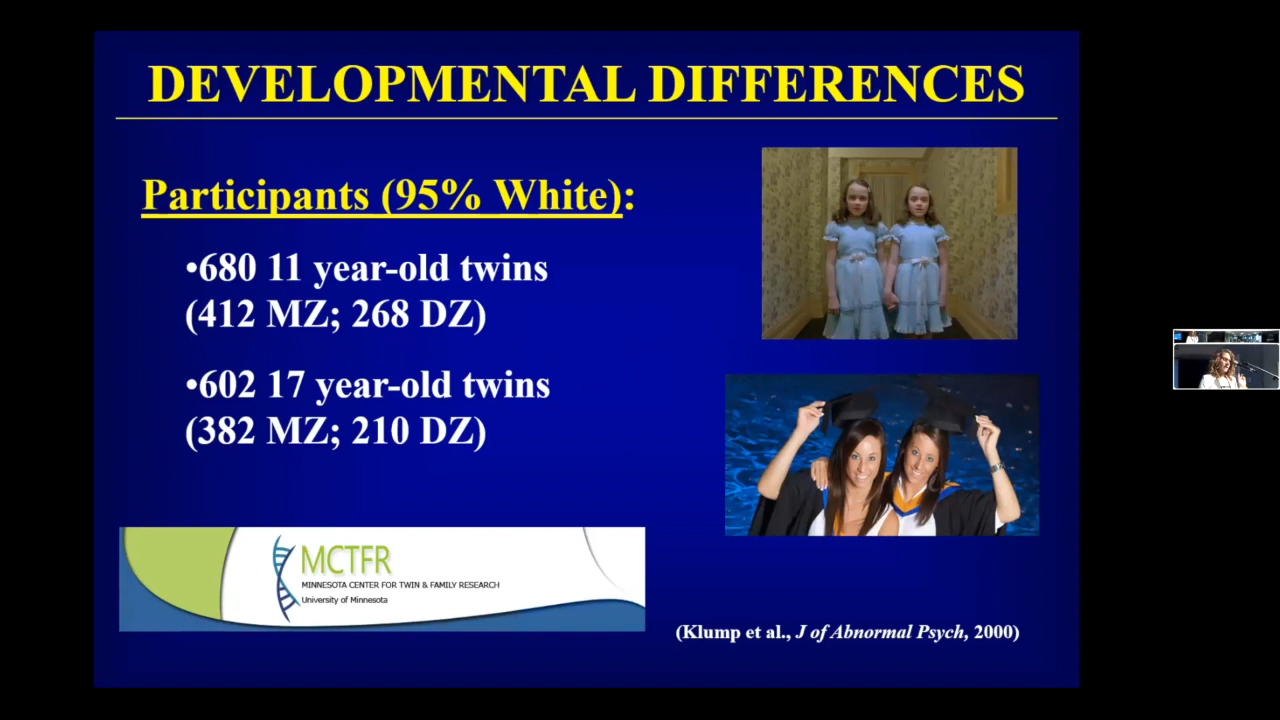 DEVELOPMENTAL DIFFERENCES
Participants (95% White):
•680 11 year-old twins
(412 MZ; 268 DZ)
•602 17 year-old twins
(382 MZ; 210 DZ)
MCTFR
MINNESOTA CENTER FOR TWIN & FAMILY RESEARCH
University of Minnesota
(Klump et al., J of Abnormal Psych, 2000)